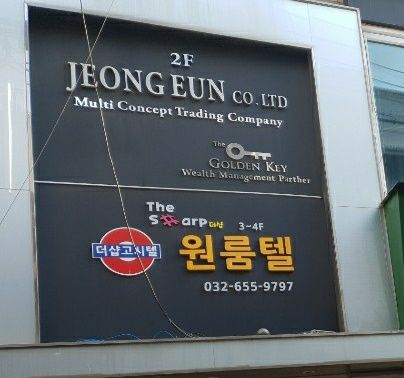 2F
JEONG EUN CO.LTD
Multi Concept Trading Company
The
GOLDEN KEY
Wealth Management Parther
The
Sharp 더샵
3~4F
더샵고시텔
원룸텔
032-655-9797